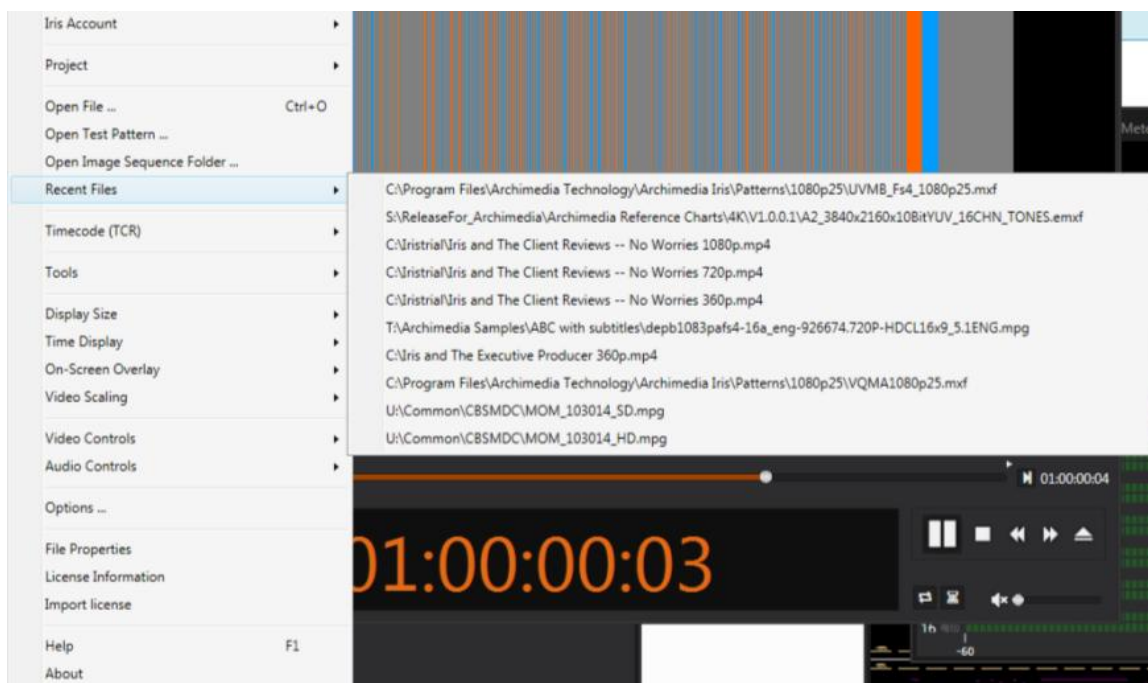 Iris Account
Project
Open File ... Ctrl+O
Open Test Pattern ...
Open Image Sequence Folder ...
Recent Files
Timecode (TCR)
Tools
Display Size
Time Display
On-Screen Overlay
Video Scaling
Video Controls
Audio Controls
Options ...
File Properties
License Information
Import license
Help F1
About
C:\Program Files\Archimedia Technology\Archimedia Iris\Patterns\1080p25\UVMB_Fs4_1080p25.mxf
S:\ReleaseFor_Archimedia\Archimedia Reference Charts\4K\V1.0.0.1\A2_3840x2160x10BitYUV_16CHN_TONES.emxf
C:\Iristrial\Iris and The Client Reviews -- No Worries 1080p.mp4
C:\Iristrial\Iris and The Client Reviews -- No Worries 720p.mp4
C:\Iristrial\Iris and The Client Reviews -- No Worries 360p.mp4
T:\Archimedia Samples\ABC with subtitles\depb1083pafs4-16a_eng-926674.720P-HDCL16x9_5.1ENG.mpg
C:\Iris and The Executive Producer 360p.mp4
C:\Program Files\Archimedia Technology\Archimedia Iris\Patterns\1080p25\VQMA1080p25.mxf
U:\Common\CBSMDC\MOM_103014_SD.mpg
U:\Common\CBSMDC\MOM_103014_HD.mpg
Mete
01:00:00:04
01:00:00:03
16
-60